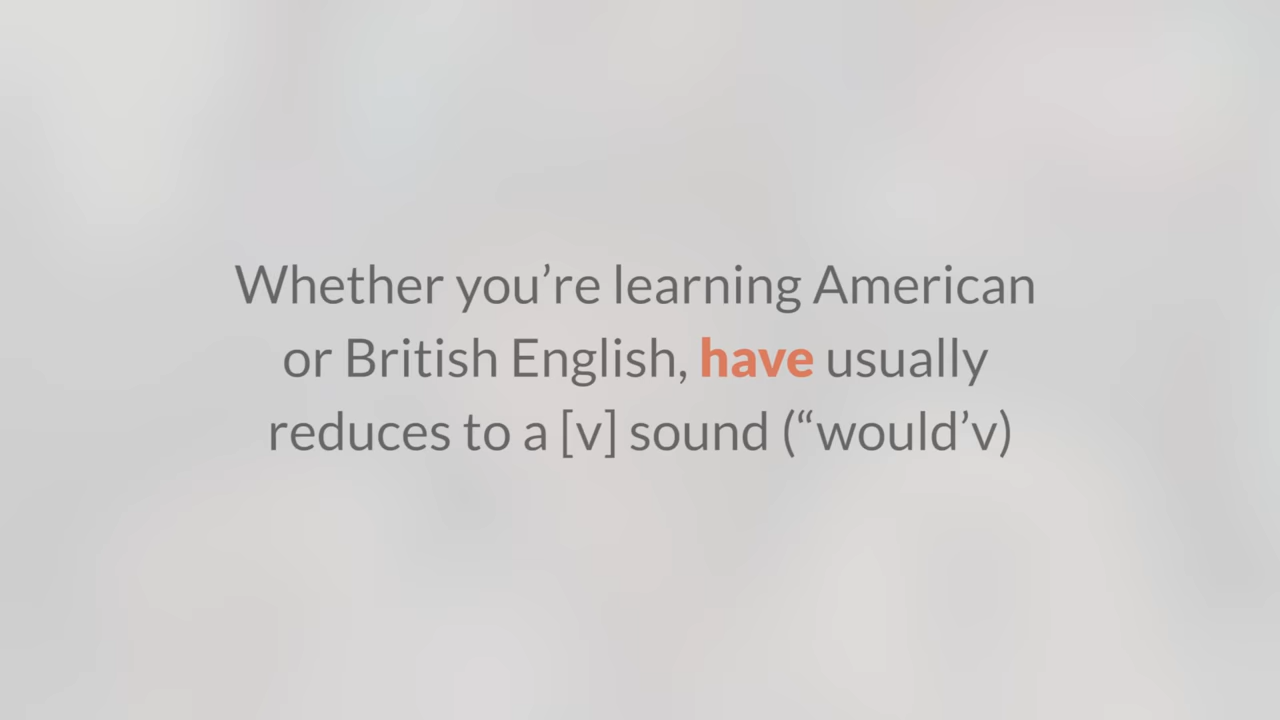 Whether you’re learning American
or British English, have usually
reduces to a [v] sound (“would’v)